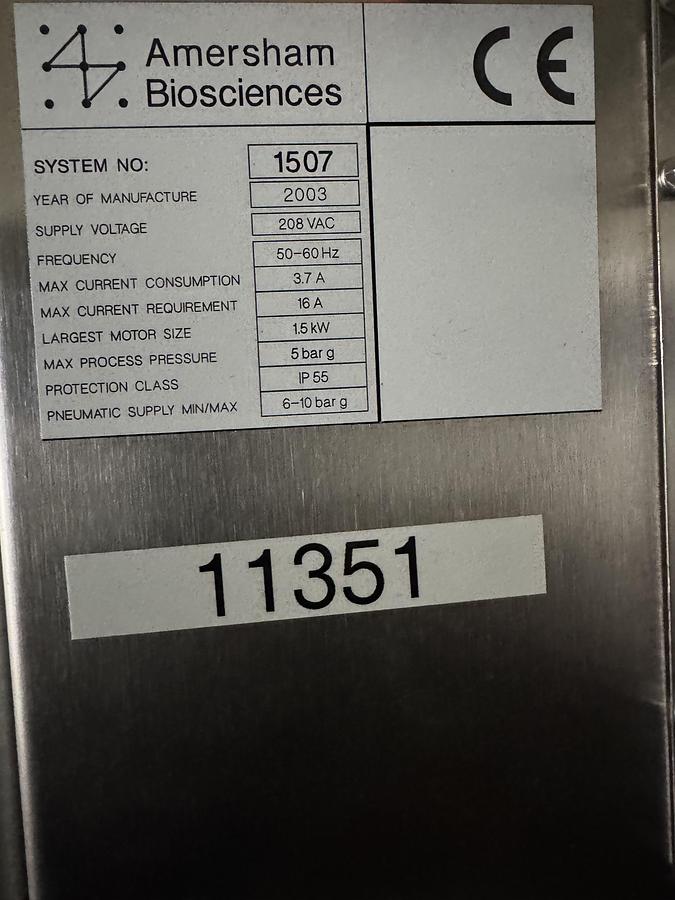 Amersham
Biosciences
CE
SYSTEM NO: 1507
YEAR OF MANUFACTURE 2003
SUPPLY VOLTAGE 208 VAC
FREQUENCY 50-60 Hz
MAX CURRENT CONSUMPTION 3.7 A
MAX CURRENT REQUIREMENT 16 A
LARGEST MOTOR SIZE 1.5 kW
MAX PROCESS PRESSURE 5 bar g
PROTECTION CLASS IP 55
PNEUMATIC SUPPLY MIN/MAX 6-10 bar g
11351